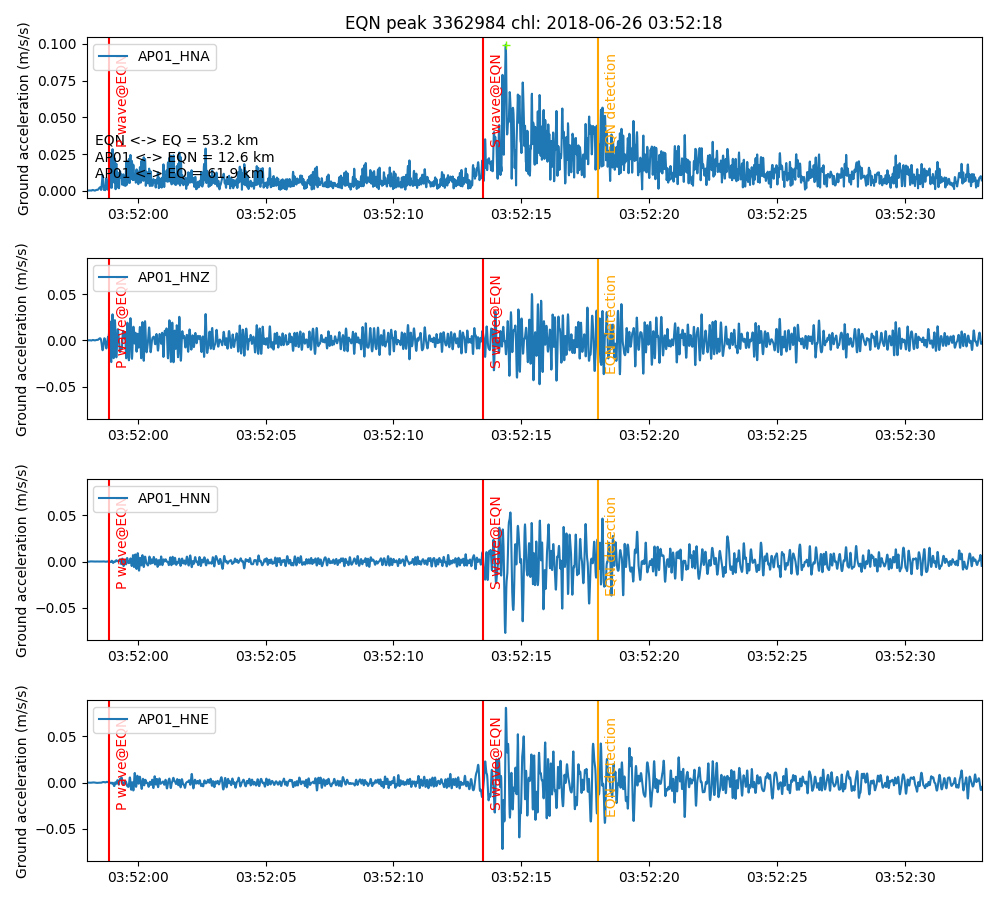 EQN peak 3362984 chl: 2018-06-26 03:52:18
Ground acceleration (m/s/s)
0.100
0.075
0.050
0.025
0.000
AP01_HNA
P wave@EQN
S wave@EQN
EQN detection
EQN <-> EQ = 53.2 km
AP01 <-> EQN = 12.6 km
AP01 <-> EQ = 61.9 km
03:52:00 03:52:05 03:52:10 03:52:15 03:52:20 03:52:25 03:52:30
Ground acceleration (m/s/s)
0.05
0.00
−0.05
AP01_HNZ
P wave@EQN
S wave@EQN
EQN detection
03:52:00 03:52:05 03:52:10 03:52:15 03:52:20 03:52:25 03:52:30
Ground acceleration (m/s/s)
0.05
0.00
−0.05
AP01_HNN
P wave@EQN
S wave@EQN
EQN detection
03:52:00 03:52:05 03:52:10 03:52:15 03:52:20 03:52:25 03:52:30
Ground acceleration (m/s/s)
0.05
0.00
−0.05
AP01_HNE
P wave@EQN
S wave@EQN
EQN detection
03:52:00 03:52:05 03:52:10 03:52:15 03:52:20 03:52:25 03:52:30